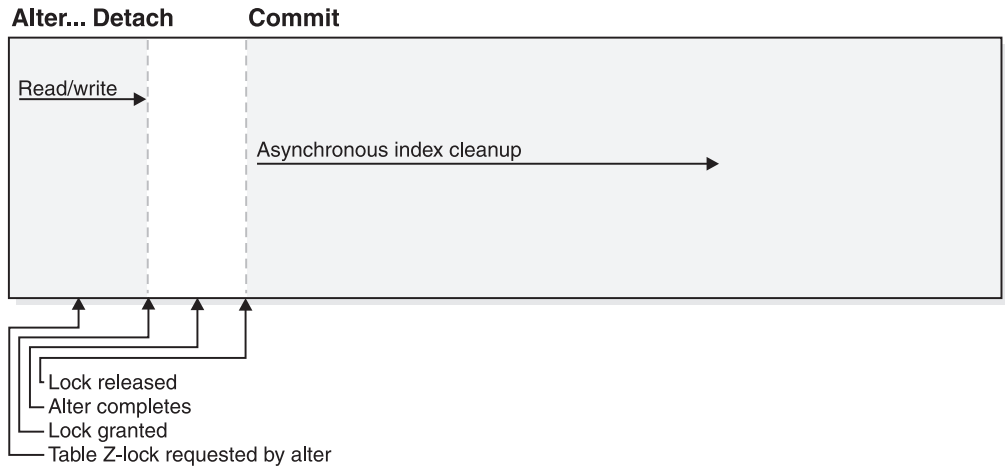 Alter... Detach
Commit
Read/write
Asynchronous index cleanup
Lock released
Alter completes
Lock granted
Table Z-lock requested by alter